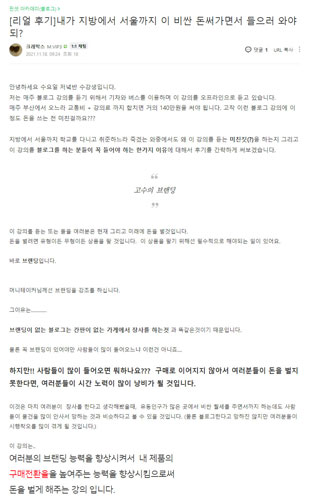 [리얼 후기]내가 지방에서 서울까지 이 비싼 돈써가면서 들으러 와야
돼?
크레믹스
1:1 채팅
2021.11.10. 09:24
댓글 1 URL 복사
안녕하세요 수요일 저녁반 수강생입니다.
저는 매주 블로그 강의를 듣기 위해서 기차와 버스를 이용하며 이 강의를 오프라인으로 듣고 있습니다.
매주 부산에서 오느라 교통비 + 강의료 까지 합치면 거의 140만원을 써야 됩니다. 고작 이런 블로그 강의에 이
정도 돈을 쓰는 전 미친걸까요???
지방에서 서울까지 학교를 다니고 취준하느라 죽겠는 와중에서도 왜 이 강의를 듣는 미친짓(?)을 하는지 그리고
이 강의를 블로그를 하는 분들이 꼭 들어야 하는 한가지 이유에 대해서 후기를 간략하게 써보겠습니다.
고수의 브랜딩
이 강의를 듣는 또는 들을 여러분은 현재 그리고 미래에 돈을 벌것입니다.
돈을 벌려면 유형이든 무형이든 상품을 팔 것입니다. 이 상품을 팔기 위해선 필수적으로 해야되는 일이 있어요.
바로 브랜딩입니다.
머니테이커님께선 브랜딩을 강조를 하십니다.
그이유는..........
브랜딩이 없는 블로그는 간판이 없는 가게에서 장사를 하는것 과 똑같은것이기 때문입니다.
물론 꼭 브랜딩이 있어야만 사람들이 많이 들어오느냐 이런건 아니죠...
하지만!! 사람들이 많이 들어오면 뭐하나요??? 구매로 이어지지 않아서 여러분들이 돈을 벌지
못한다면, 여러분들이 시간 노력이 많이 낭비가 될 것입니다.
이것은 마치 여러분이 장사를 한다고 생각해봤을때, 유동인구가 많은 곳에서 비싼 월세를 주면서까지 하는데도 사람
들이 물건을 많이 안사서 망하는 것과 비슷하다고 볼 수 있을 것입니다. (물론 블로그한다고 망하진 않지만 여러분들이
시행착오를 많이 겪게 될 것입니다.)
이 강의는..
여러분의 브랜딩 능력을 향상시켜서 내 제품의
구매전환율을 높여주는 능력을 향상시킴으로써
돈을 벌게 해주는 강의 입니다.